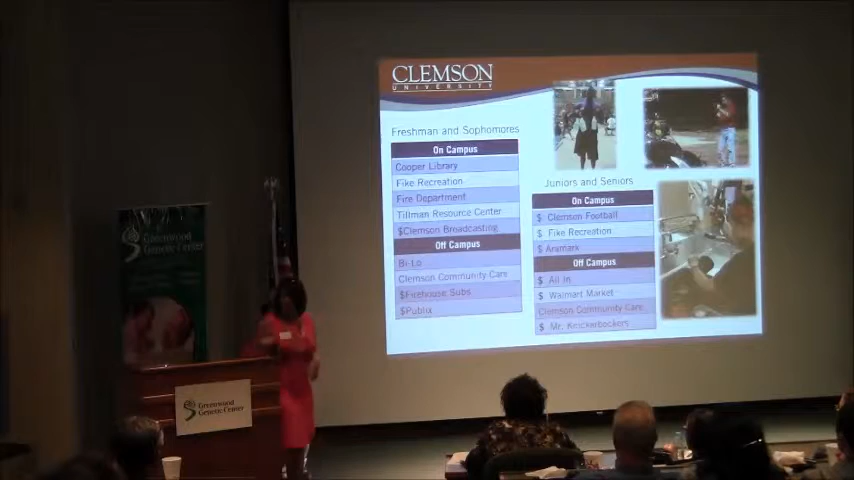 CLEMSON
UNIVERSITY
Freshman and Sophomores
On Campus
Cooper Library
Fike Recreation
Fire Department
Tillman Resource Center
$Clemson Broadcasting
Off Campus
Bi-Lo
Clemson Community Care
$Firehouse Subs
$Publix
Juniors and Seniors
On Campus
$ Clemson Football
$ Fike Recreation
$ Aramark
Off Campus
$ All In
$ Walmart Market
Clemson Community Care
$ Mr. Knickerbockers
Greenwood
Genetic Center
Greenwood
Genetic Center